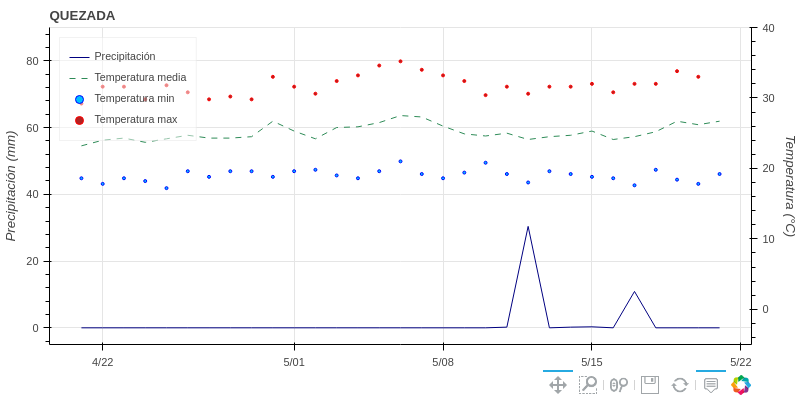 QUEZADA
Precipitación
Temperatura media
Temperatura min
Temperatura max
Precipitación (mm)
80
60
40
20
0
Temperatura (°C)
40
30
20
10
0
4/22
5/01
5/08
5/15
5/22